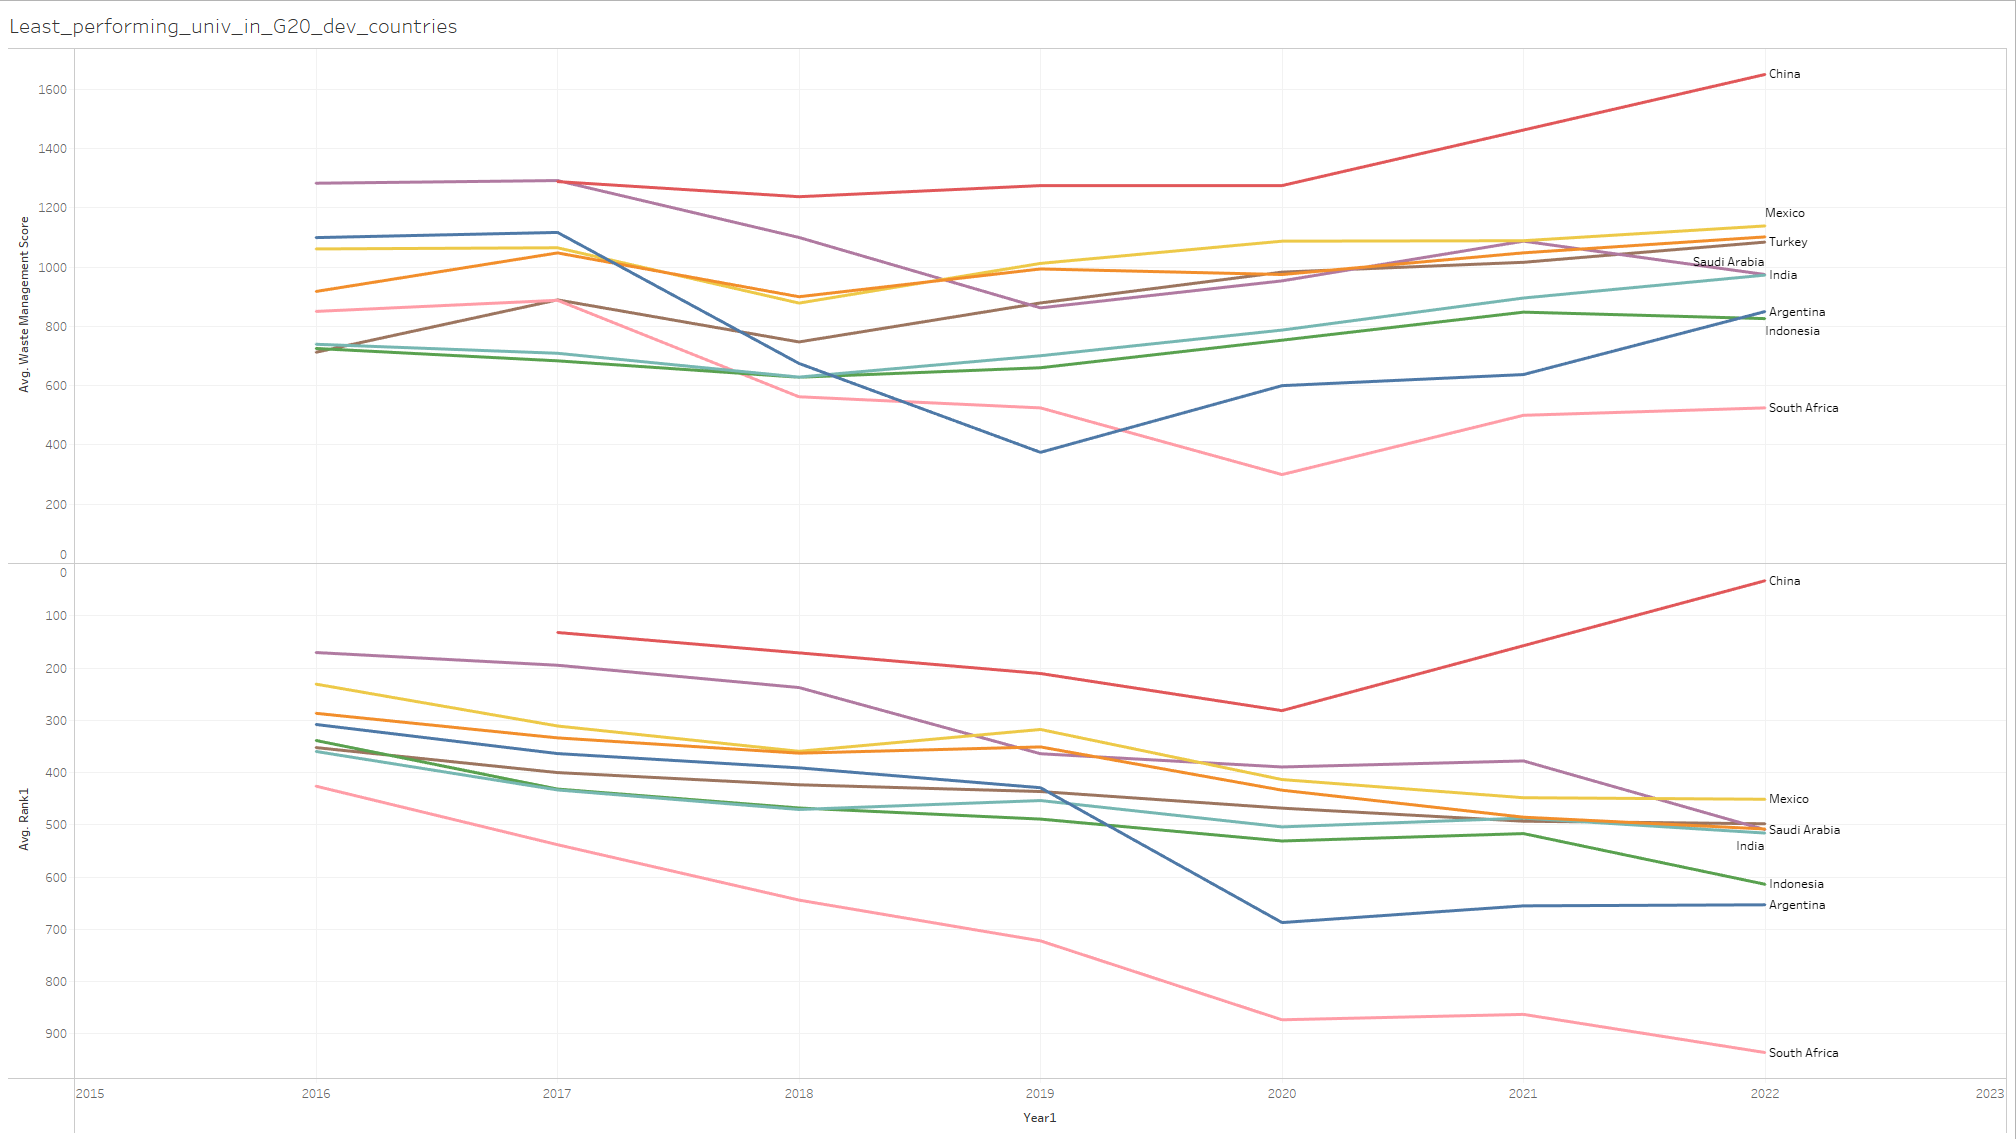 Least_performing_univ_in_G20_dev_countries
Avg. Waste Management Score
1600
1400
1200
1000
800
600
400
200
0
China
Mexico
Turkey
Saudi Arabia
India
Argentina
Indonesia
South Africa
Avg. Rank1
0
100
200
300
400
500
600
700
800
900
China
Mexico
Saudi Arabia
India
Indonesia
Argentina
South Africa
2015 2016 2017 2018 2019 2020 2021 2022 2023
Year1